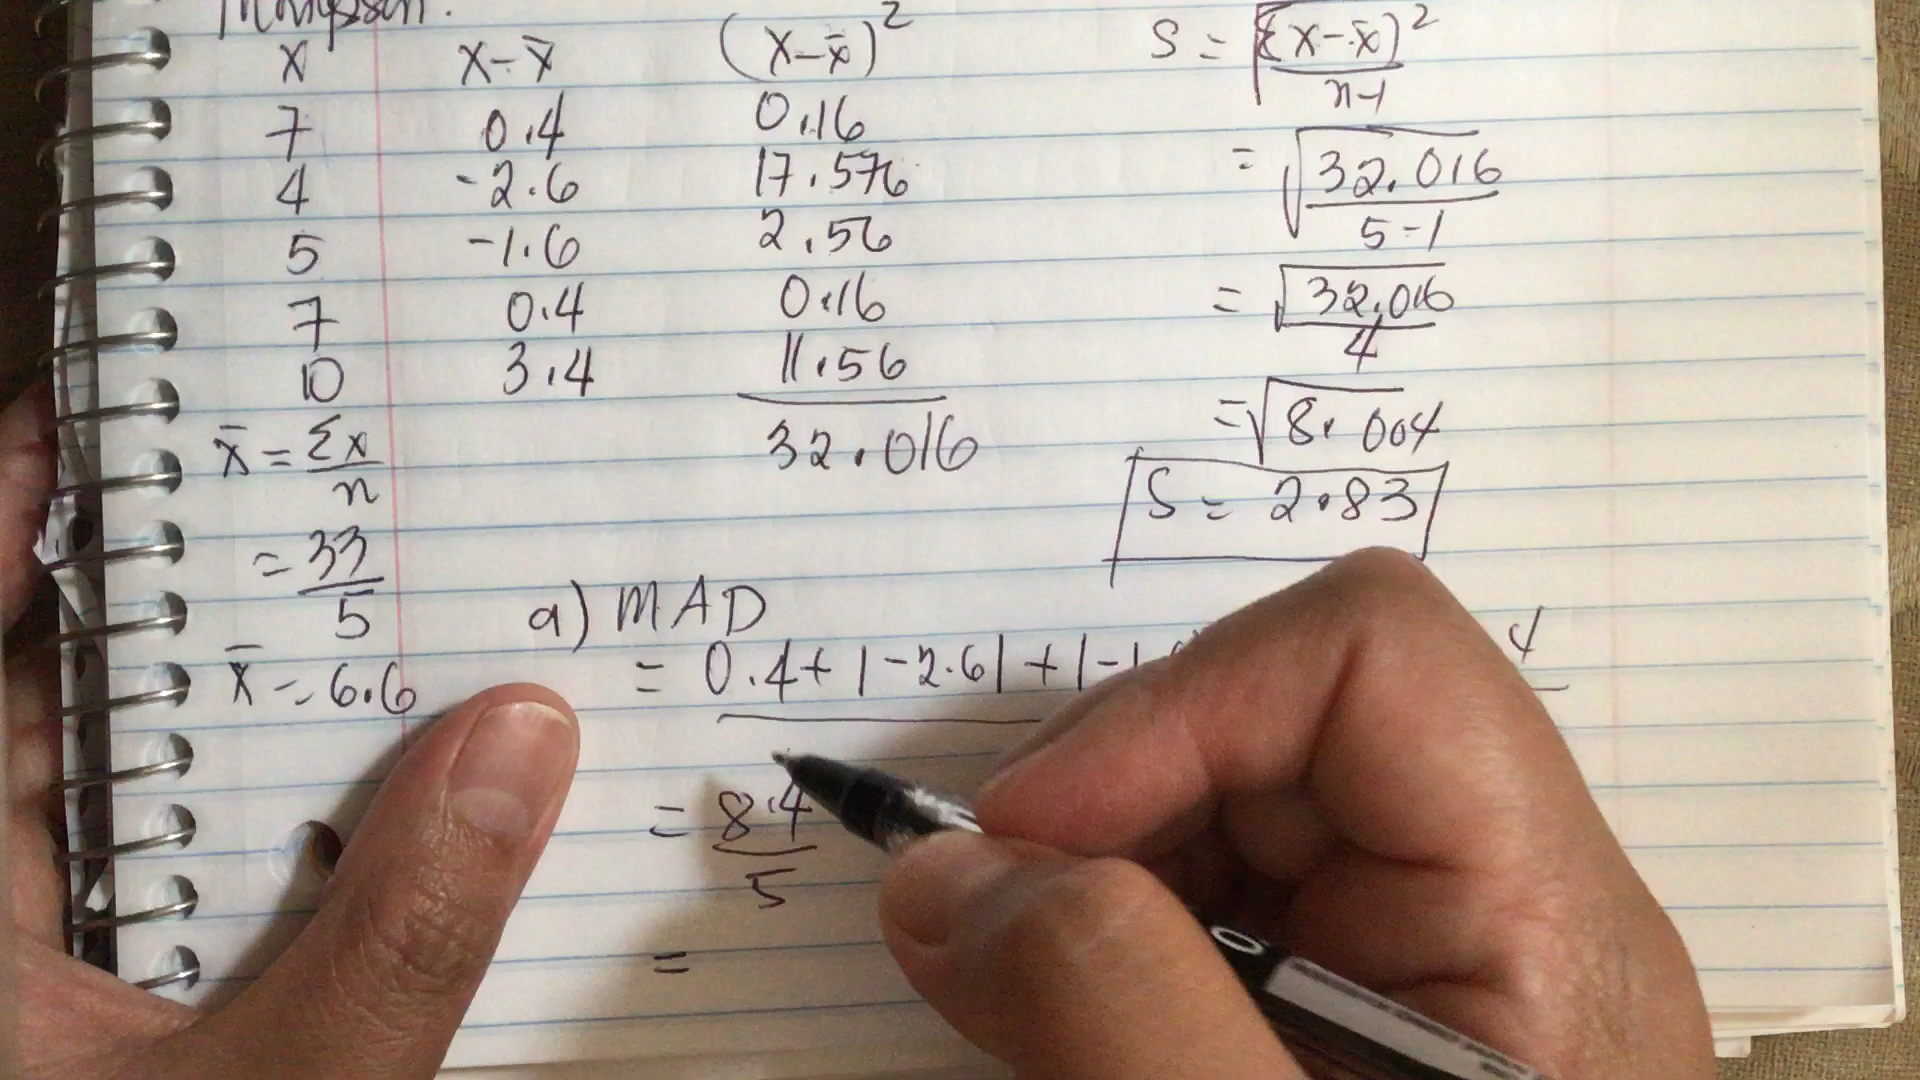 x x-x̄ (x-x̄)² S = √Σ(x-x̄)²
n-1
7 0.4 0.16
4 -2.6 17.576 = √32.016
5 -1.6 2.56 5-1
7 0.4 0.16 = √32.016
4
10 3.4 11.56
x̄ = Σx 32.016 = √8.004
n S = 2.83
= 33
5 a) MAD
x̄ = 6.6 = 0.4+|-2.6|+|-1. 4
= 8.4
5
=